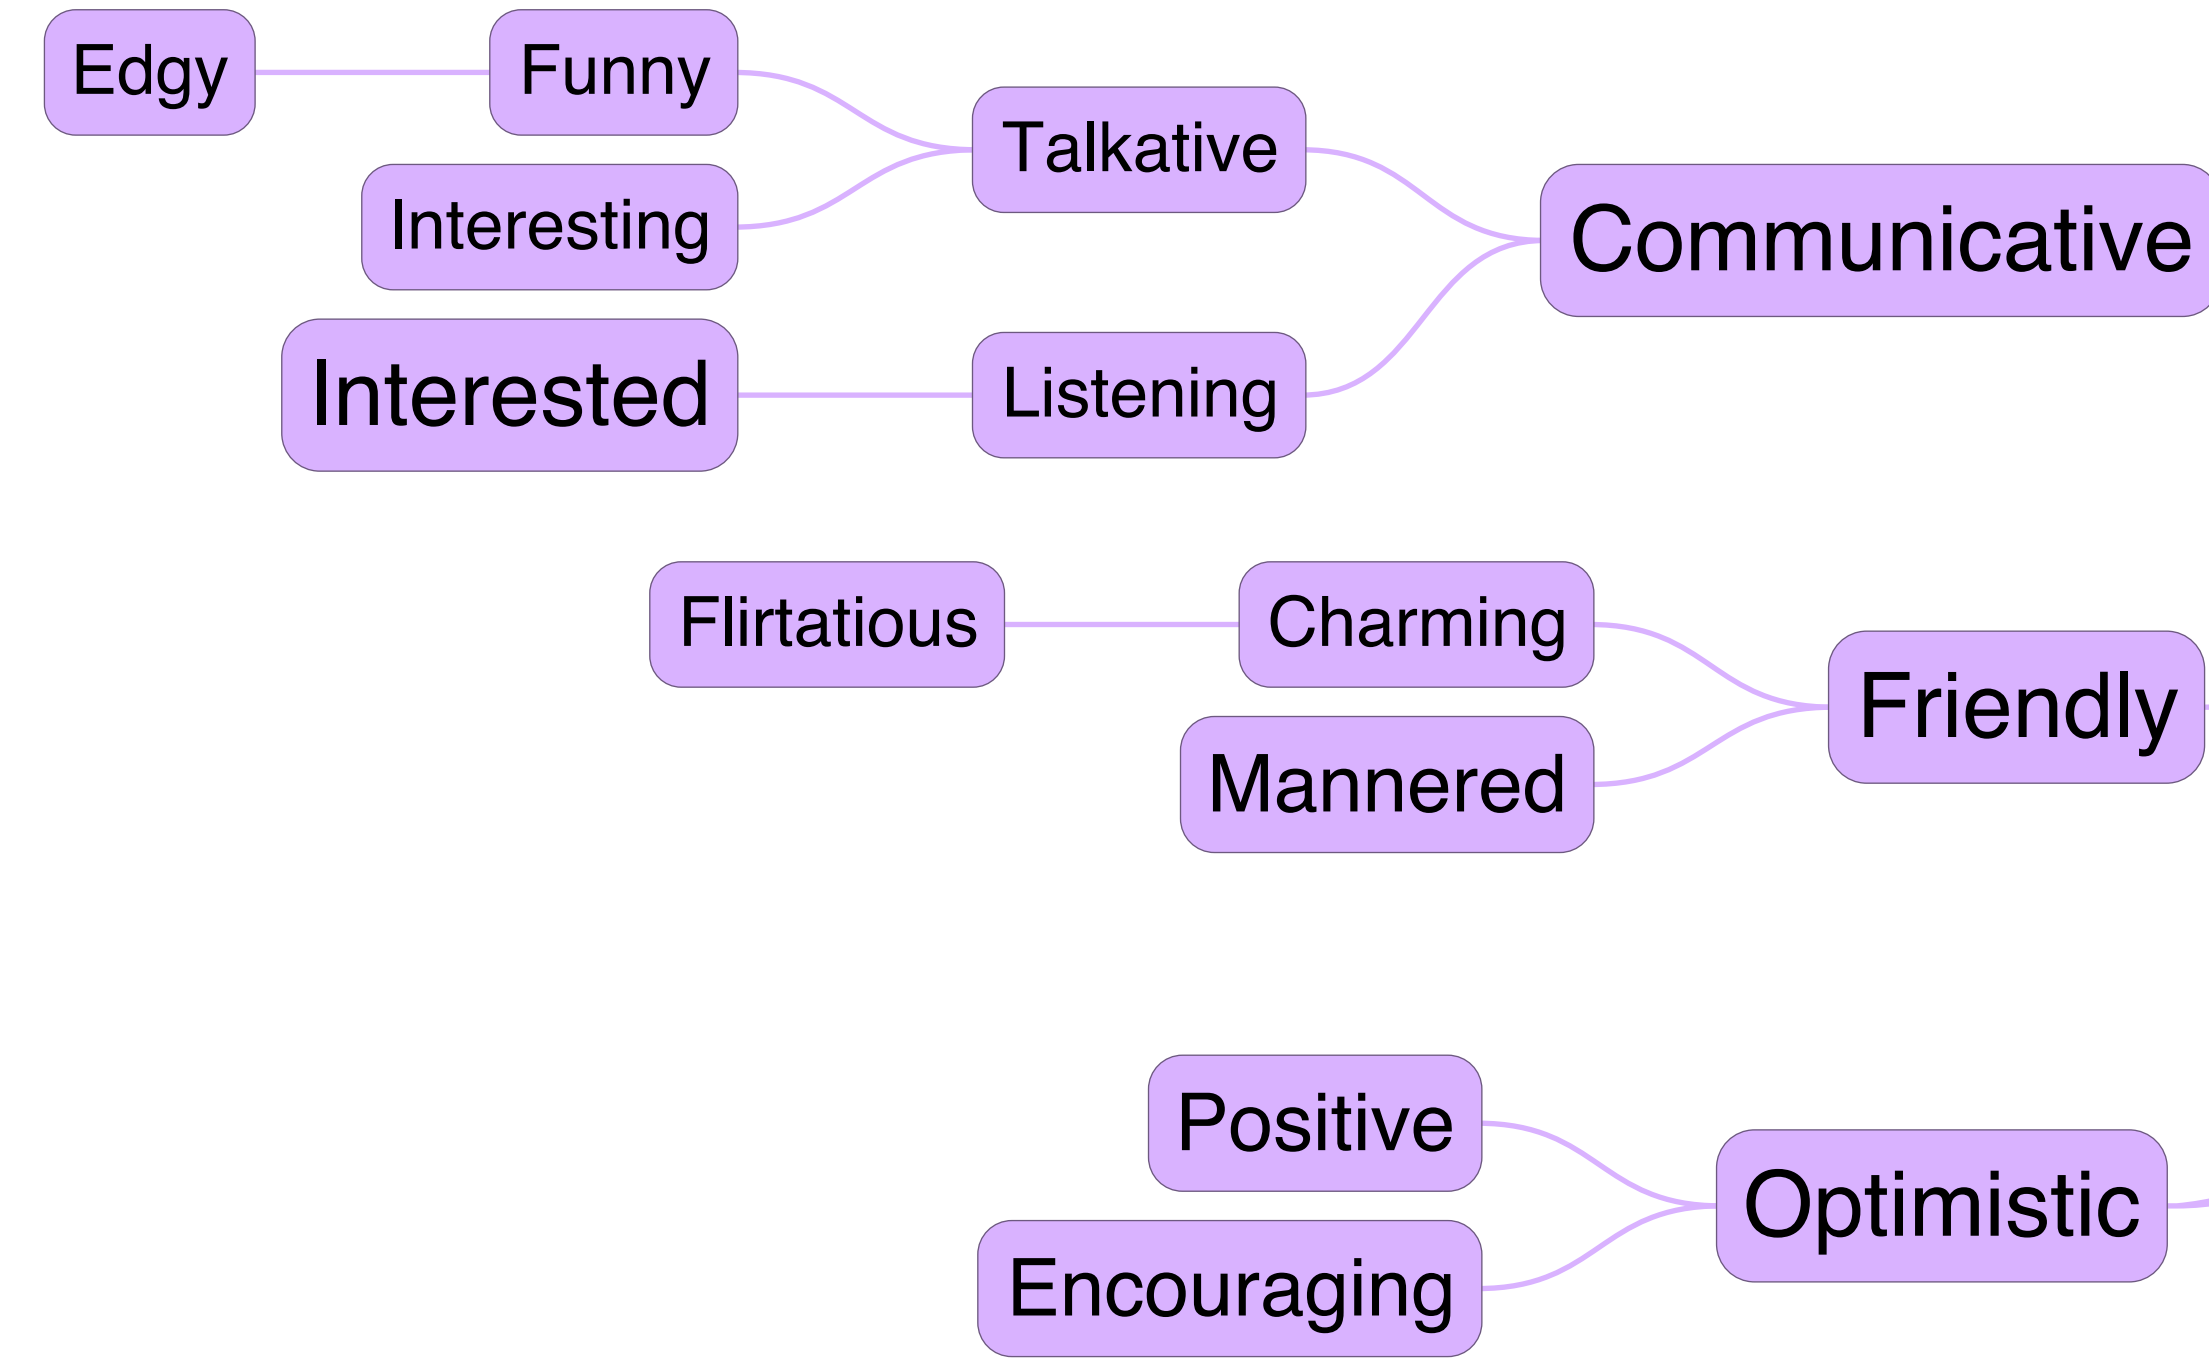 Edgy
Funny
Talkative
Interesting
Communicative
Interested
Listening
Flirtatious
Charming
Friendly
Mannered
Positive
Optimistic
Encouraging